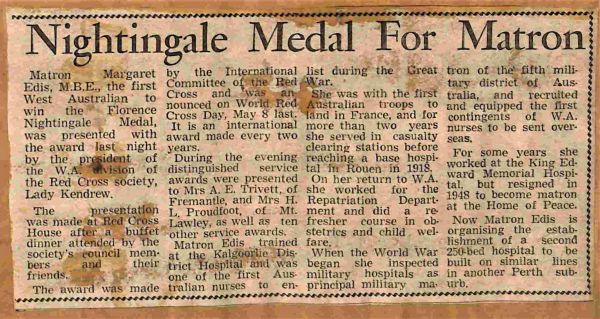 Nightingale Medal For Matron
Matron Margaret
Edis, M.B.E., the first
West Australian to
win the Florence
Nightingale Medal,
was presented with
the award last night
by the president of
the W.A. division of
the Red Cross society,
Lady Kendrew.
The presentation
was made at Red Cross
House after a buffet
dinner attended by the
society's council mem-
bers and their
friends.
The award was made
by the International
Committee of the Red
Cross and was an-
nounced on World Red
Cross Day, May 8 last.
It is an international
award made every two
years.
During the evening
distinguished service
awards were presented
to Mrs A. E. Trivett, of
Fremantle, and Mrs H.
L. Proudfoot, of Mt.
Lawley, as well as ten
other service awards.
Matron Edis trained
at the Kalgoorlie Dis-
trict Hospital and was
one of the first Aus-
tralian nurses to en-
list during the Great
War.
She was with the first
Australian troops to
land in France, and for
more than two years
she served in casualty
clearing stations before
reaching a base hospi-
tal in Rouen in 1918.
On her return to W.A.
she worked for the
Repatriation Depart-
ment and did a re-
fresher course in ob-
stetrics and child wel-
fare.
When the World War
began she inspected
military hospitals as
principal military ma-
tron of the fifth mili-
tary district of Aus-
tralia, and recruited
and equipped the first
contingents of W.A.
nurses to be sent over-
seas.
For some years she
worked at the King Ed-
ward Memorial Hospi-
tal, but resigned in
1948 to become matron
at the Home of Peace.
Now Matron Edis is
organising the estab-
lishment of a second
250-bed hospital to be
built on similar lines
in another Perth sub-
urb.